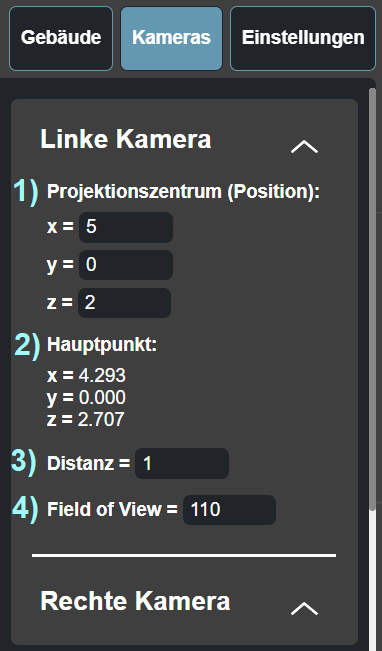 Gebäude Kameras Einstellungen
Linke Kamera
1) Projektionszentrum (Position):
x = 5
y = 0
z = 2
2) Hauptpunkt:
x = 4.293
y = 0.000
z = 2.707
3) Distanz = 1
4) Field of View = 110
Rechte Kamera